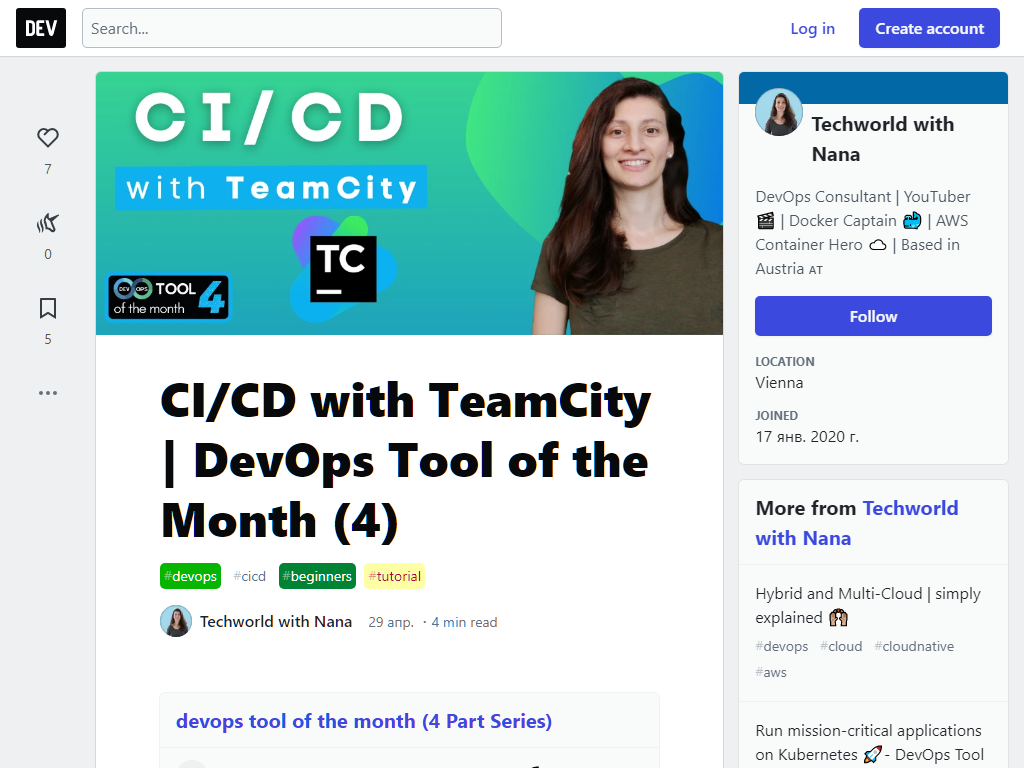 DEV
Search...
Log in
Create account
7
0
5
CI/CD
with TeamCity
TC
DEV OPS TOOL
of the month
4
CI/CD with TeamCity
| DevOps Tool of the
Month (4)
#devops #cicd #beginners #tutorial
Techworld with Nana 29 апр. · 4 min read
devops tool of the month (4 Part Series)
Techworld with
Nana
DevOps Consultant | YouTuber
🎬 | Docker Captain 🐳 | AWS
Container Hero ☁ | Based in
Austria AT
Follow
LOCATION
Vienna
JOINED
17 янв. 2020 г.
More from Techworld
with Nana
Hybrid and Multi-Cloud | simply
explained 🙌🏼
#devops #cloud #cloudnative
#aws
Run mission-critical applications
on Kubernetes 🚀- DevOps Tool